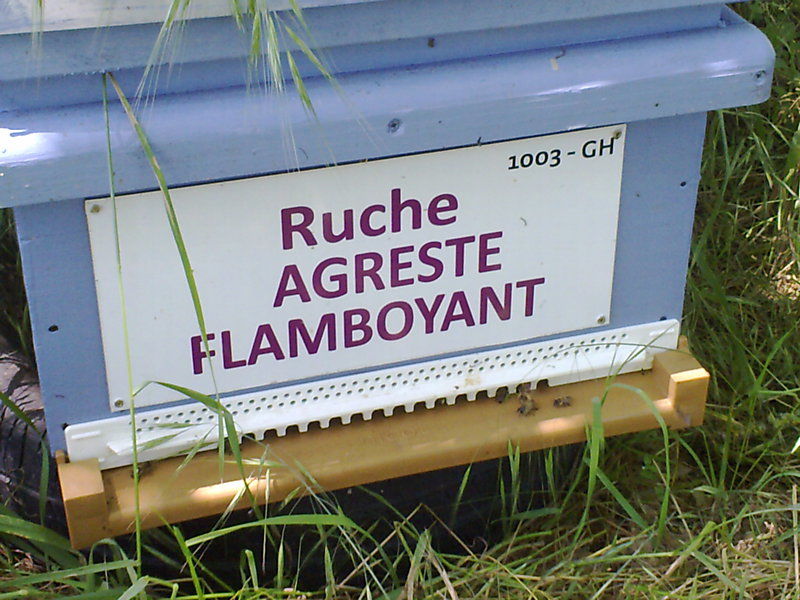 1003 - GH
Ruche
AGRESTE
FLAMBOYANT